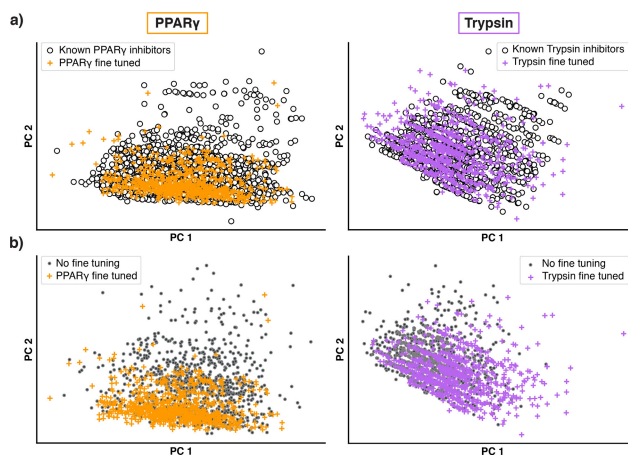 PPARγ
Trypsin
a)
Known PPARγ inhibitors
PPARγ fine tuned
PC 2
PC 1
Known Trypsin inhibitors
Trypsin fine tuned
PC 2
PC 1
b)
No fine tuning
PPARγ fine tuned
PC 2
PC 1
No fine tuning
Trypsin fine tuned
PC 2
PC 1